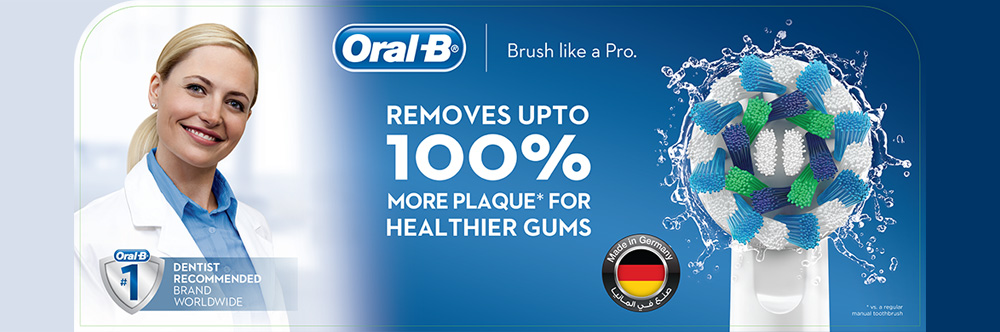 Oral-B®
Brush like a Pro.
REMOVES UPTO
100%
MORE PLAQUE* FOR
HEALTHIER GUMS
Oral-B
#1
DENTIST
RECOMMENDED
BRAND
WORLDWIDE
Made in Germany
صنع في المانيا
* vs. a regular
manual toothbrush